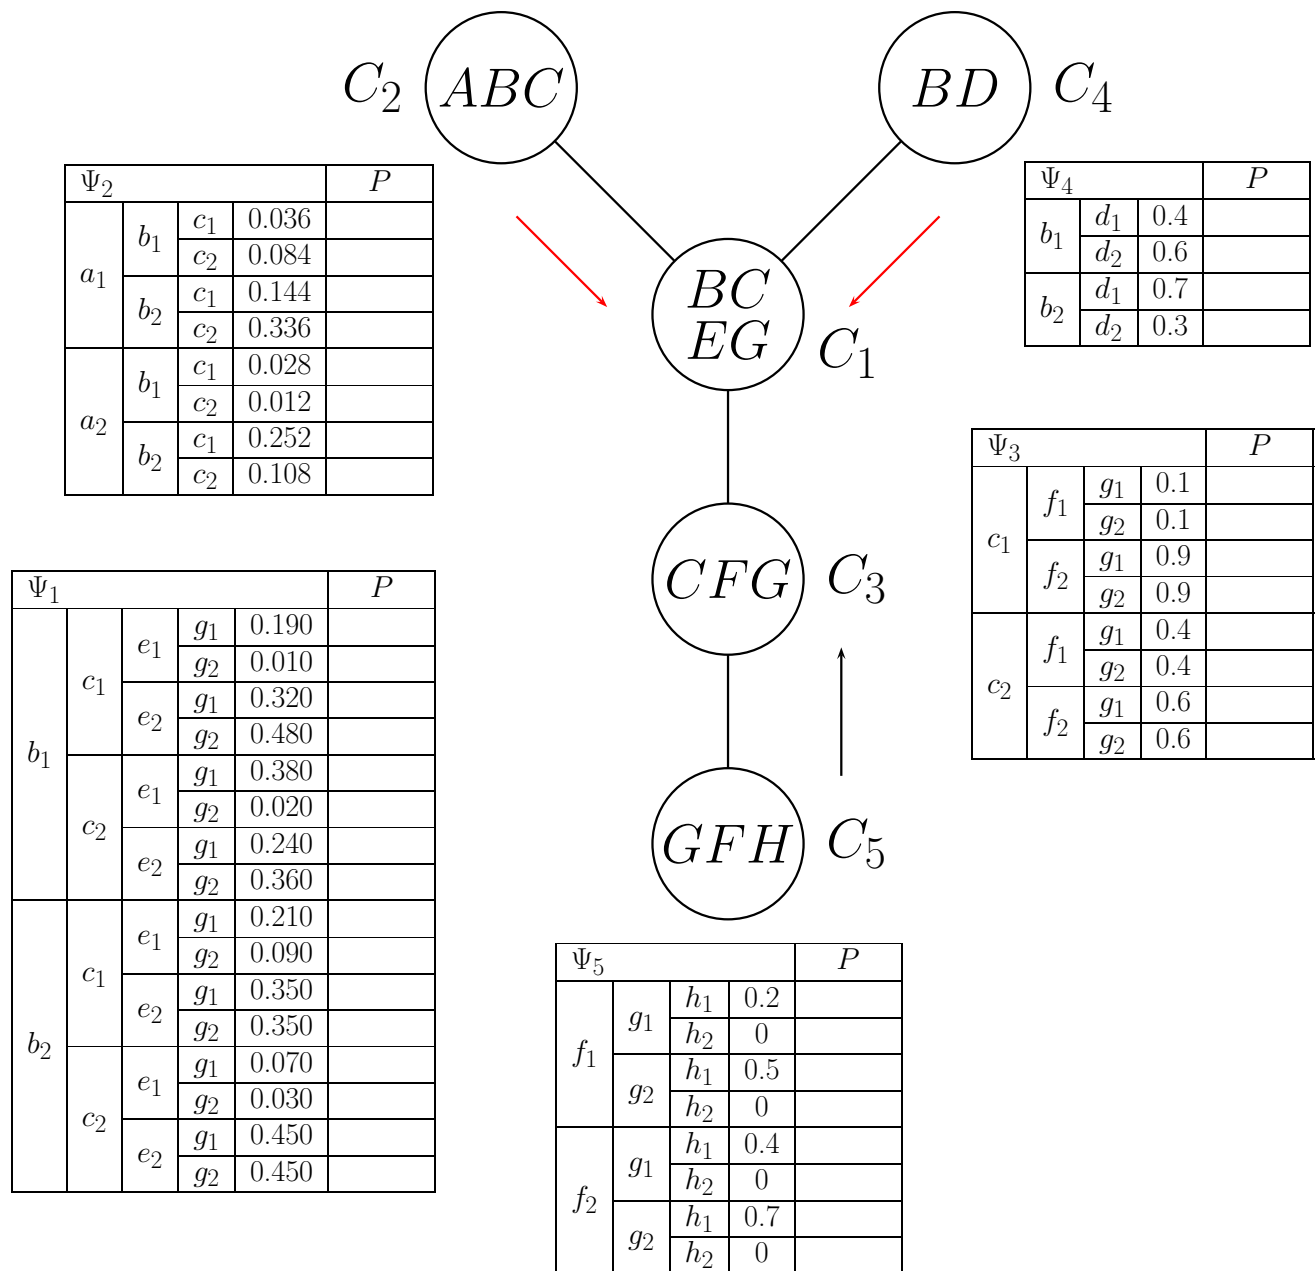 C2 ABC BD C4
BC
EG
C1
CFG C3
GFH C5
Ψ2 P
a1 b1 c1 0.036
c2 0.084
b2 c1 0.144
c2 0.336
a2 b1 c1 0.028
c2 0.012
b2 c1 0.252
c2 0.108
Ψ4 P
b1 d1 0.4
d2 0.6
b2 d1 0.7
d2 0.3
Ψ3 P
c1 f1 g1 0.1
g2 0.1
f2 g1 0.9
g2 0.9
c2 f1 g1 0.4
g2 0.4
f2 g1 0.6
g2 0.6
Ψ1 P
b1 c1 e1 g1 0.190
g2 0.010
e2 g1 0.320
g2 0.480
c2 e1 g1 0.380
g2 0.020
e2 g1 0.240
g2 0.360
b2 c1 e1 g1 0.210
g2 0.090
e2 g1 0.350
g2 0.350
c2 e1 g1 0.070
g2 0.030
e2 g1 0.450
g2 0.450
Ψ5 P
f1 g1 h1 0.2
h2 0
g2 h1 0.5
h2 0
f2 g1 h1 0.4
h2 0
g2 h1 0.7
h2 0